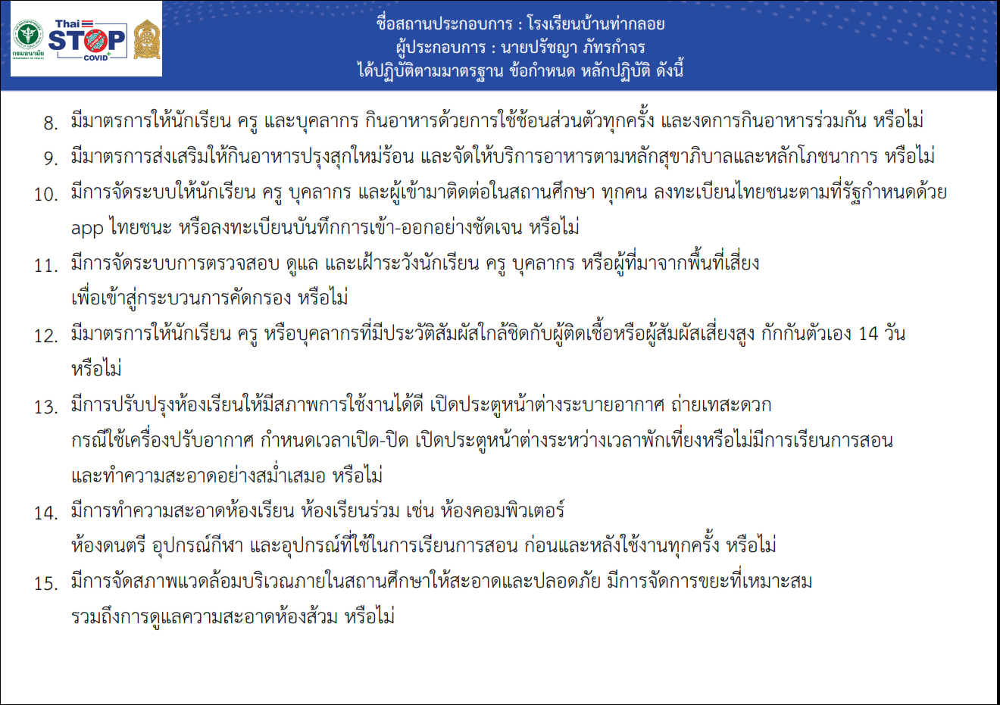 ชื่อสถานประกอบการ : โรงเรียนบ้านท่ากลอย
ผู้ประกอบการ : นายปรัชญา ภัทรกำจร
ได้ปฏิบัติตามมาตรฐาน ข้อกำหนด หลักปฏิบัติ ดังนี้
กรมอนามัย
DEPARTMENT OF HEALTH
Thai
STOP
COVID+
8. มีมาตรการให้นักเรียน ครู และบุคลากร กินอาหารด้วยการใช้ช้อนส่วนตัวทุกครั้ง และงดการกินอาหารร่วมกัน หรือไม่
9. มีมาตรการส่งเสริมให้กินอาหารปรุงสุกใหม่ร้อน และจัดให้บริการอาหารตามหลักสุขาภิบาลและหลักโภชนาการ หรือไม่
10. มีการจัดระบบให้นักเรียน ครู บุคลากร และผู้เข้ามาติดต่อในสถานศึกษา ทุกคน ลงทะเบียนไทยชนะตามที่รัฐกำหนดด้วย
app ไทยชนะ หรือลงทะเบียนบันทึกการเข้า-ออกอย่างชัดเจน หรือไม่
11. มีการจัดระบบการตรวจสอบ ดูแล และเฝ้าระวังนักเรียน ครู บุคลากร หรือผู้ที่มาจากพื้นที่เสี่ยง
เพื่อเข้าสู่กระบวนการคัดกรอง หรือไม่
12. มีมาตรการให้นักเรียน ครู หรือบุคลากรที่มีประวัติสัมผัสใกล้ชิดกับผู้ติดเชื้อหรือผู้สัมผัสเสี่ยงสูง กักกันตัวเอง 14 วัน
หรือไม่
13. มีการปรับปรุงห้องเรียนให้มีสภาพการใช้งานได้ดี เปิดประตูหน้าต่างระบายอากาศ ถ่ายเทสะดวก
กรณีใช้เครื่องปรับอากาศ กำหนดเวลาเปิด-ปิด เปิดประตูหน้าต่างระหว่างเวลาพักเที่ยงหรือไม่มีการเรียนการสอน
และทำความสะอาดอย่างสม่ำเสมอ หรือไม่
14. มีการทำความสะอาดห้องเรียน ห้องเรียนร่วม เช่น ห้องคอมพิวเตอร์
ห้องดนตรี อุปกรณ์กีฬา และอุปกรณ์ที่ใช้ในการเรียนการสอน ก่อนและหลังใช้งานทุกครั้ง หรือไม่
15. มีการจัดสภาพแวดล้อมบริเวณภายในสถานศึกษาให้สะอาดและปลอดภัย มีการจัดการขยะที่เหมาะสม
รวมถึงการดูแลความสะอาดห้องส้วม หรือไม่